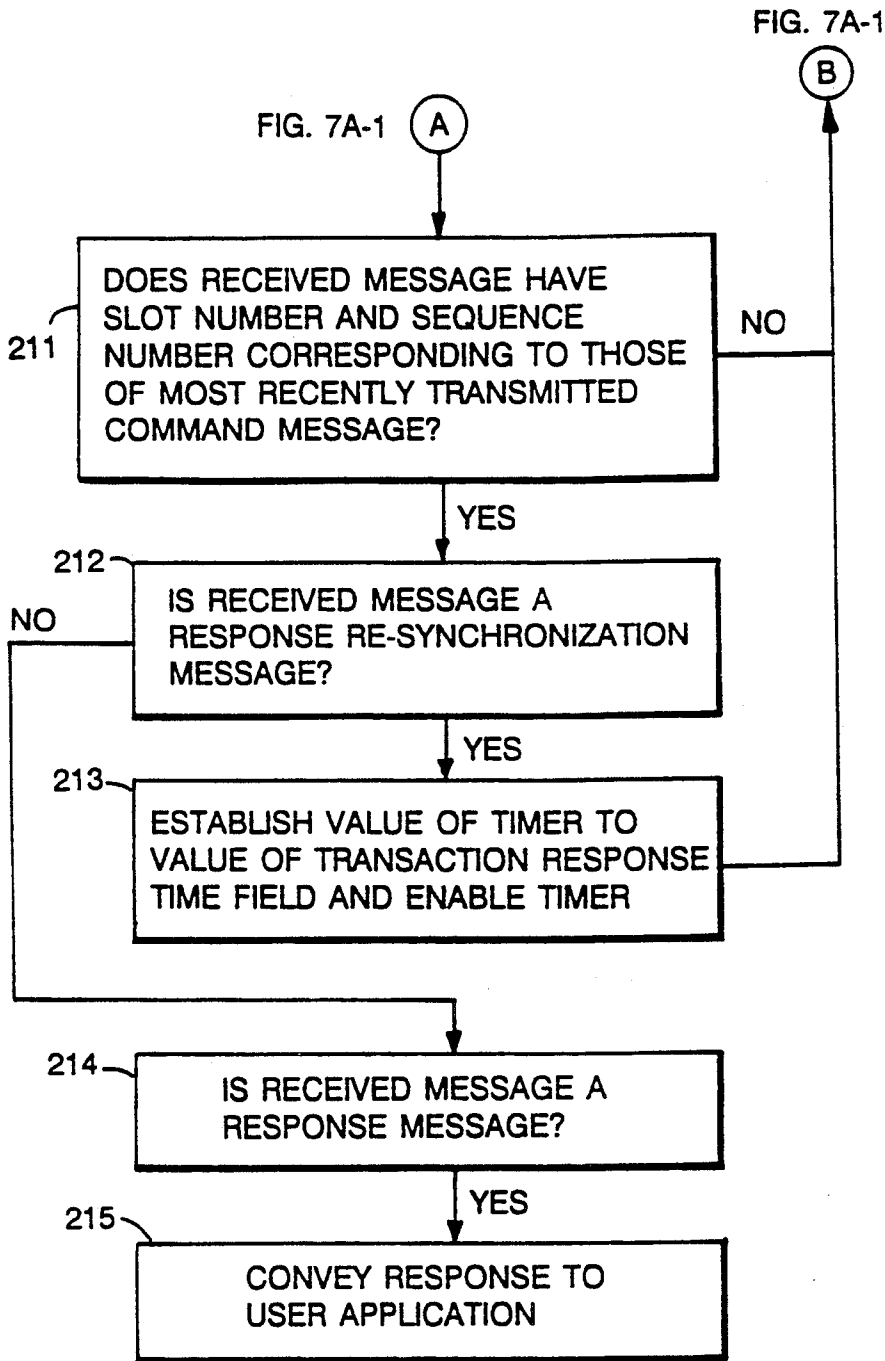 FIG. 7A-1
B
FIG. 7A-1
A
DOES RECEIVED MESSAGE HAVE
SLOT NUMBER AND SEQUENCE
NUMBER CORRESPONDING TO THOSE
OF MOST RECENTLY TRANSMITTED
COMMAND MESSAGE?
211
NO
YES
212
IS RECEIVED MESSAGE A
RESPONSE RE-SYNCHRONIZATION
MESSAGE?
NO
YES
213
ESTABLISH VALUE OF TIMER TO
VALUE OF TRANSACTION RESPONSE
TIME FIELD AND ENABLE TIMER
214
IS RECEIVED MESSAGE A
RESPONSE MESSAGE?
YES
215
CONVEY RESPONSE TO
USER APPLICATION